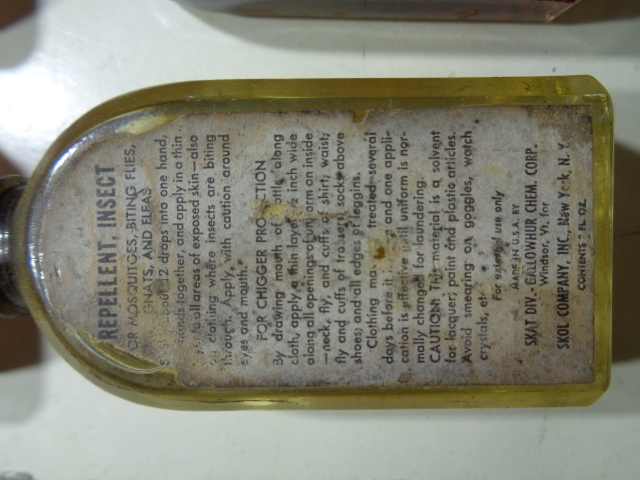 REPELLENT, INSECT
FOR MOSQUITOES, BITING FLIES,
GNATS, AND FLEAS
about 12 drops into one hand,
hands together, and apply in a thin
to all areas of exposed skin—also
clothing where insects are biting
through. Apply with caution around
eyes and mouth.
FOR CHIGGER PROTECTION
By drawing mouth of bottle along
cloth, apply a thin layer ½ inch wide
along all openings of uniform on inside
—neck, fly, and cuffs of shirt; waist;
fly and cuffs of trousers; socks above
shoes; and all edges of leggins.
Clothing may treated several
days before it and one appli-
cation is effective until uniform is nor-
mally changed for laundering.
CAUTION: This material is a solvent
for lacquer, paint and plastic articles.
Avoid smearing on goggles, watch
crystals, etc.
For external use only
MADE IN U.S.A. BY
SKAT DIV. GALLOWHUR CHEM. CORP.
Windsor, Vt. for
SKOL COMPANY, INC., New York, N. Y.
CONTENTS FL OZ.